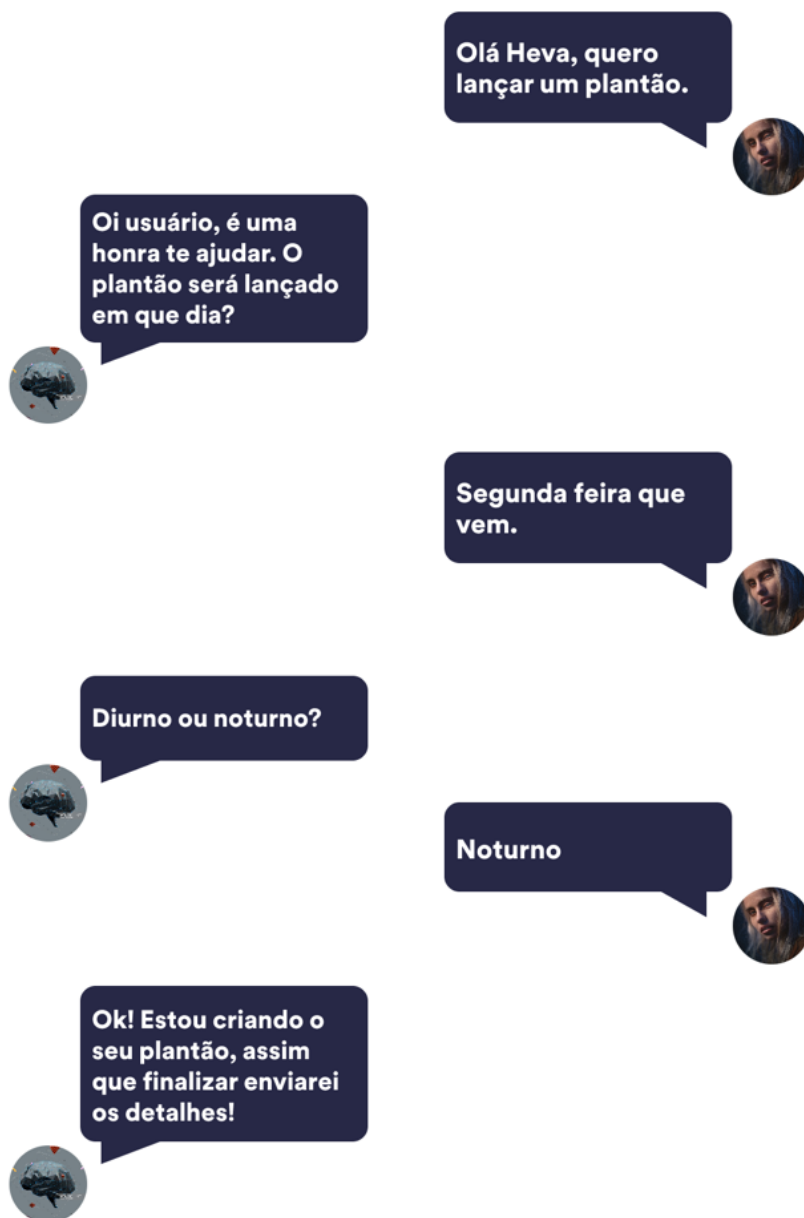 Olá Heva, quero
lançar um plantão.
Oi usuário, é uma
honra te ajudar. O
plantão será lançado
em que dia?
Segunda feira que
vem.
Diurno ou noturno?
Noturno
Ok! Estou criando o
seu plantão, assim
que finalizar enviarei
os detalhes!